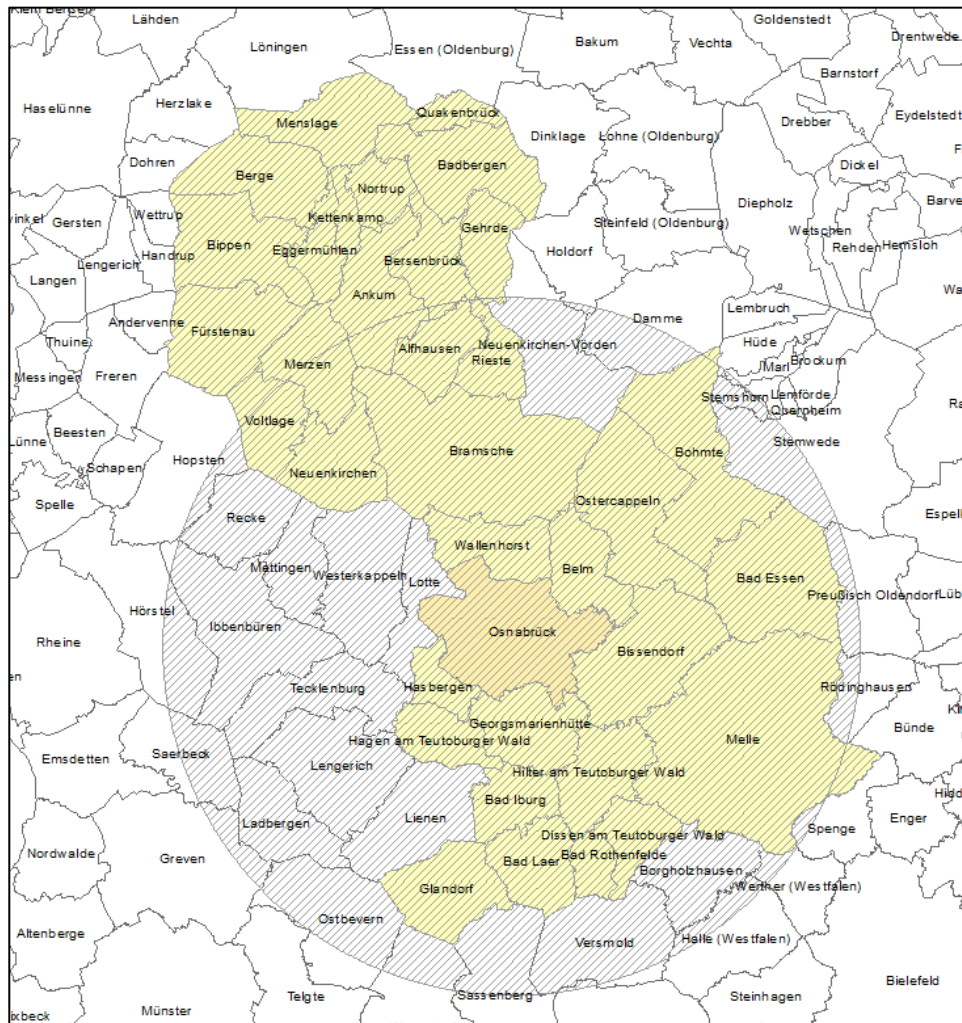 Lähden
Goldenstedt
Löningen
Essen (Oldenburg)
Bakum
Vechta
Drentwede
Barnstorf
Haselünne
Herzlake
Quakenbrück
Menslage
Dinklage
Lohne (Oldenburg)
Drebber
Eydelstedt
Dohren
Berge
Badbergen
Nortrup
Dickel
Gersten
Wettrup
Kettenkamp
Gehrde
Steinfeld (Oldenburg)
Diepholz
Wetschen
Bippen
Eggermühlen
Bersenbrück
Holdorf
Rehden
Hemsloh
Handrup
Lengerich
Langen
Ankum
Andervenne
Fürstenau
Damme
Lembruch
Thuine
Alfhausen
Neuenkirchen-Vörden
Hüde
Messingen
Freren
Merzen
Rieste
Marl
Brockum
Stemshorn
Lemförde
Quernheim
Beesten
Voltlage
Bramsche
Bohmte
Stemwede
Lünne
Schapen
Hopsten
Neuenkirchen
Ostercappeln
Spelle
Recke
Wallenhorst
Mettingen
Westerkappeln
Lotte
Belm
Bad Essen
Preußisch Oldendorf
Hörstel
Ibbenbüren
Osnabrück
Rheine
Bissendorf
Tecklenburg
Hasbergen
Rödinghausen
Georgsmarienhütte
Bünde
Hagen am Teutoburger Wald
Melle
Emsdetten
Saerbeck
Lengerich
Hilter am Teutoburger Wald
Bad Iburg
Ladbergen
Lienen
Dissen am Teutoburger Wald
Spenge
Enger
Nordwalde
Greven
Bad Laer
Bad Rothenfelde
Borgholzhausen
Glandorf
Werther (Westfalen)
Altenberge
Ostbevern
Versmold
Halle (Westfalen)
Bielefeld
Telgte
Sassenberg
Steinhagen
Münster